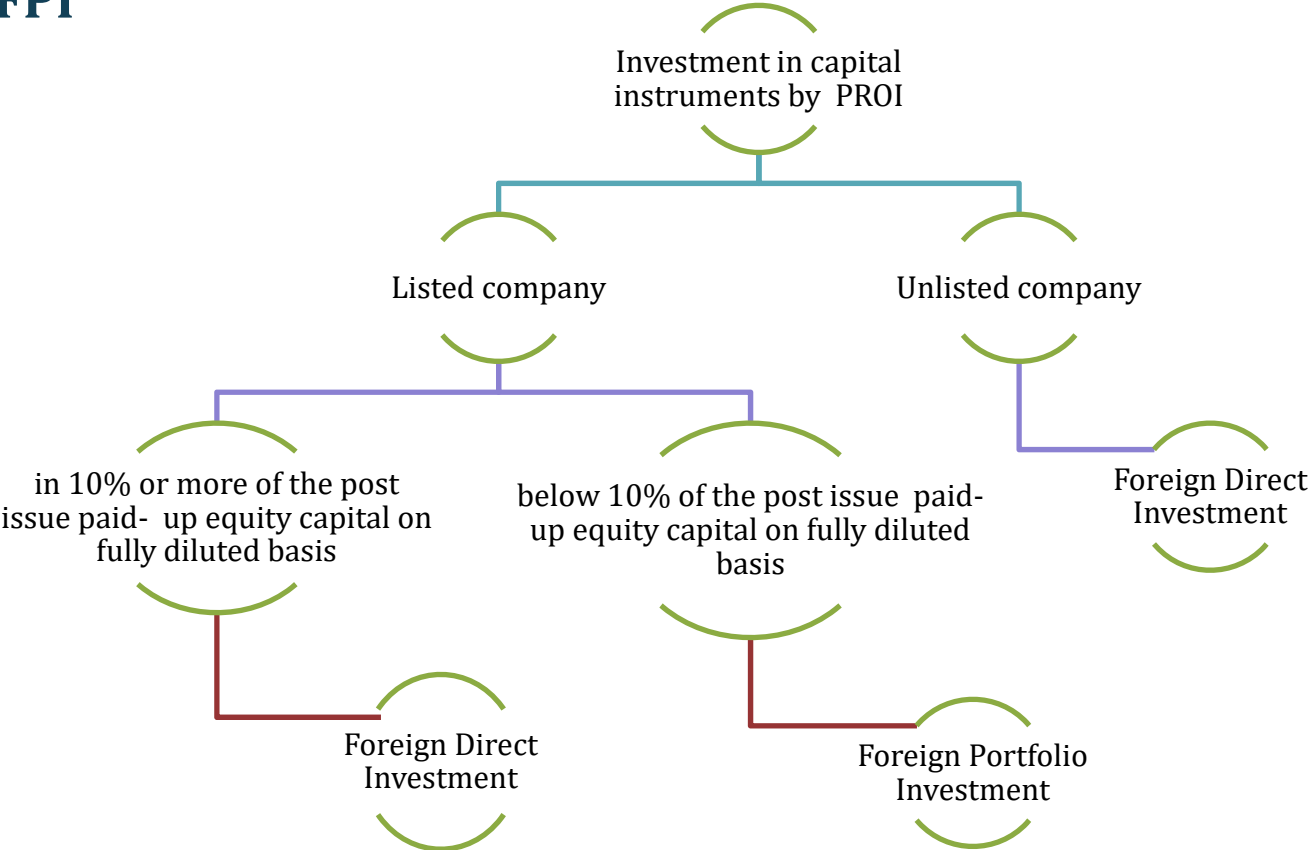 FPI
Investment in capital
instruments by PROI
Listed company
Unlisted company
in 10% or more of the post
issue paid- up equity capital on
fully diluted basis
below 10% of the post issue paid-
up equity capital on fully diluted
basis
Foreign Direct
Investment
Foreign Direct
Investment
Foreign Portfolio
Investment